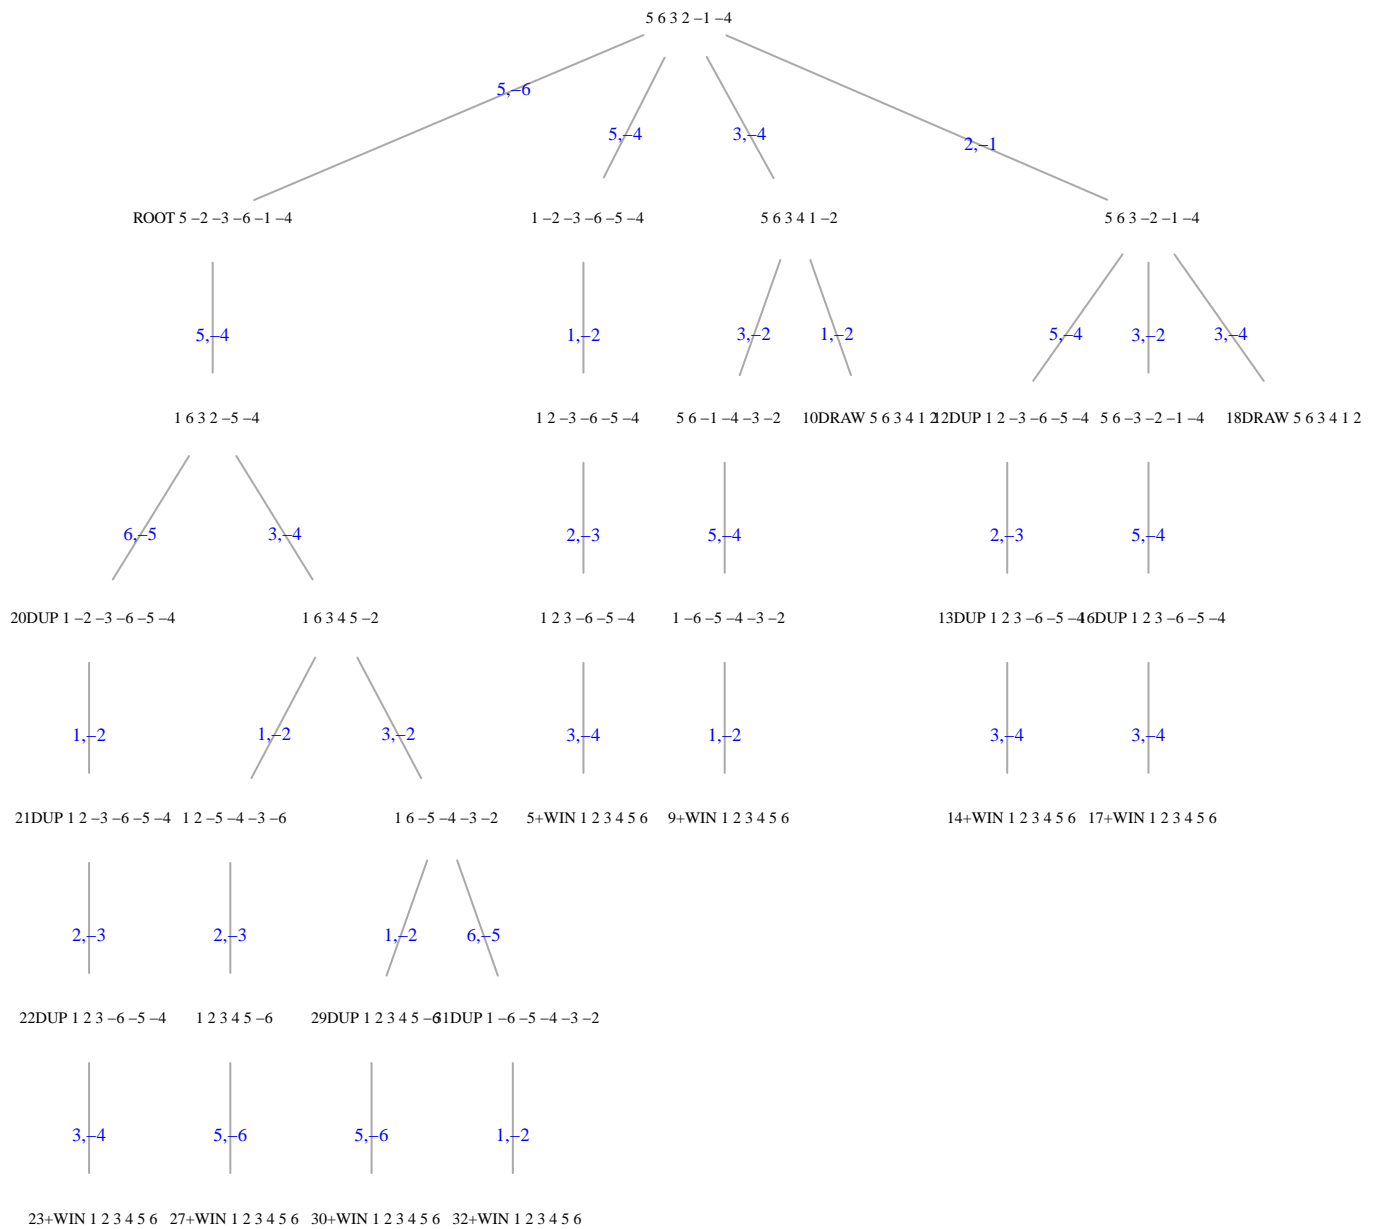 5 6 3 2 –1 –4
5,–6
5,–4
3,–4
2,–1
ROOT 5 –2 –3 –6 –1 –4
1 –2 –3 –6 –5 –4
5 6 3 4 1 –2
5 6 3 –2 –1 –4
5,–4
1,–2
3,–2
1,–2
5,–4
3,–2
3,–4
1 6 3 2 –5 –4
1 2 –3 –6 –5 –4
5 6 –1 –4 –3 –2
10DRAW 5 6 3 4 1 2
12DUP 1 2 –3 –6 –5 –4
5 6 –3 –2 –1 –4
18DRAW 5 6 3 4 1 2
6,–5
3,–4
2,–3
5,–4
2,–3
5,–4
20DUP 1 –2 –3 –6 –5 –4
1 6 3 4 5 –2
1 2 3 –6 –5 –4
1 –6 –5 –4 –3 –2
13DUP 1 2 3 –6 –5 –4
16DUP 1 2 3 –6 –5 –4
1,–2
1,–2
3,–2
3,–4
1,–2
3,–4
3,–4
21DUP 1 2 –3 –6 –5 –4
1 2 –5 –4 –3 –6
1 6 –5 –4 –3 –2
5+WIN 1 2 3 4 5 6
9+WIN 1 2 3 4 5 6
14+WIN 1 2 3 4 5 6
17+WIN 1 2 3 4 5 6
2,–3
2,–3
1,–2
6,–5
22DUP 1 2 3 –6 –5 –4
1 2 3 4 5 –6
29DUP 1 2 3 4 5 –6
31DUP 1 –6 –5 –4 –3 –2
3,–4
5,–6
5,–6
1,–2
23+WIN 1 2 3 4 5 6
27+WIN 1 2 3 4 5 6
30+WIN 1 2 3 4 5 6
32+WIN 1 2 3 4 5 6